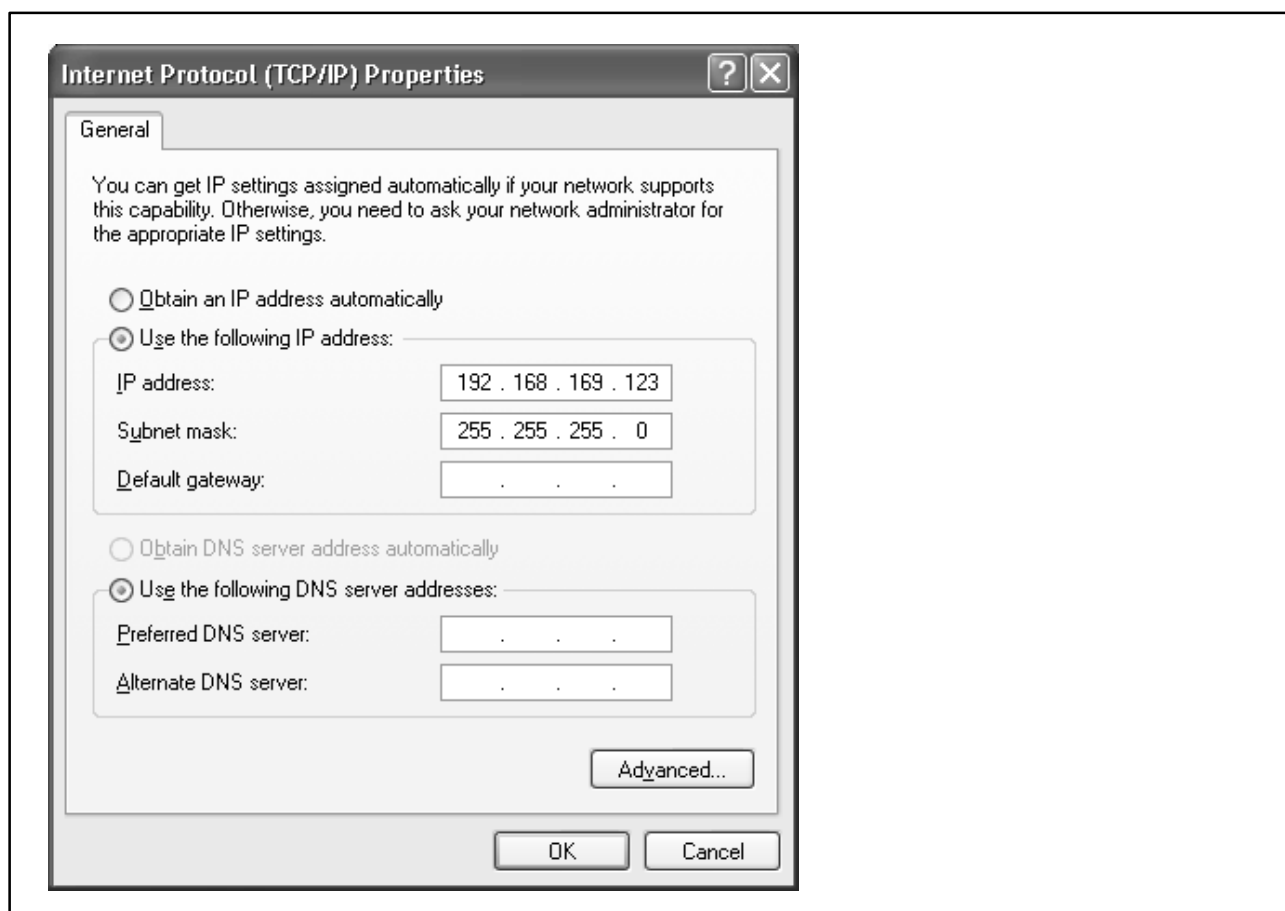 Internet Protocol (TCP/IP) Properties
General
You can get IP settings assigned automatically if your network supports
this capability. Otherwise, you need to ask your network administrator for
the appropriate IP settings.
Obtain an IP address automatically
Use the following IP address:
IP address: 192 . 168 . 169 . 123
Subnet mask: 255 . 255 . 255 . 0
Default gateway: . . .
Obtain DNS server address automatically
Use the following DNS server addresses:
Preferred DNS server: . . .
Alternate DNS server: . . .
Advanced...
OK Cancel